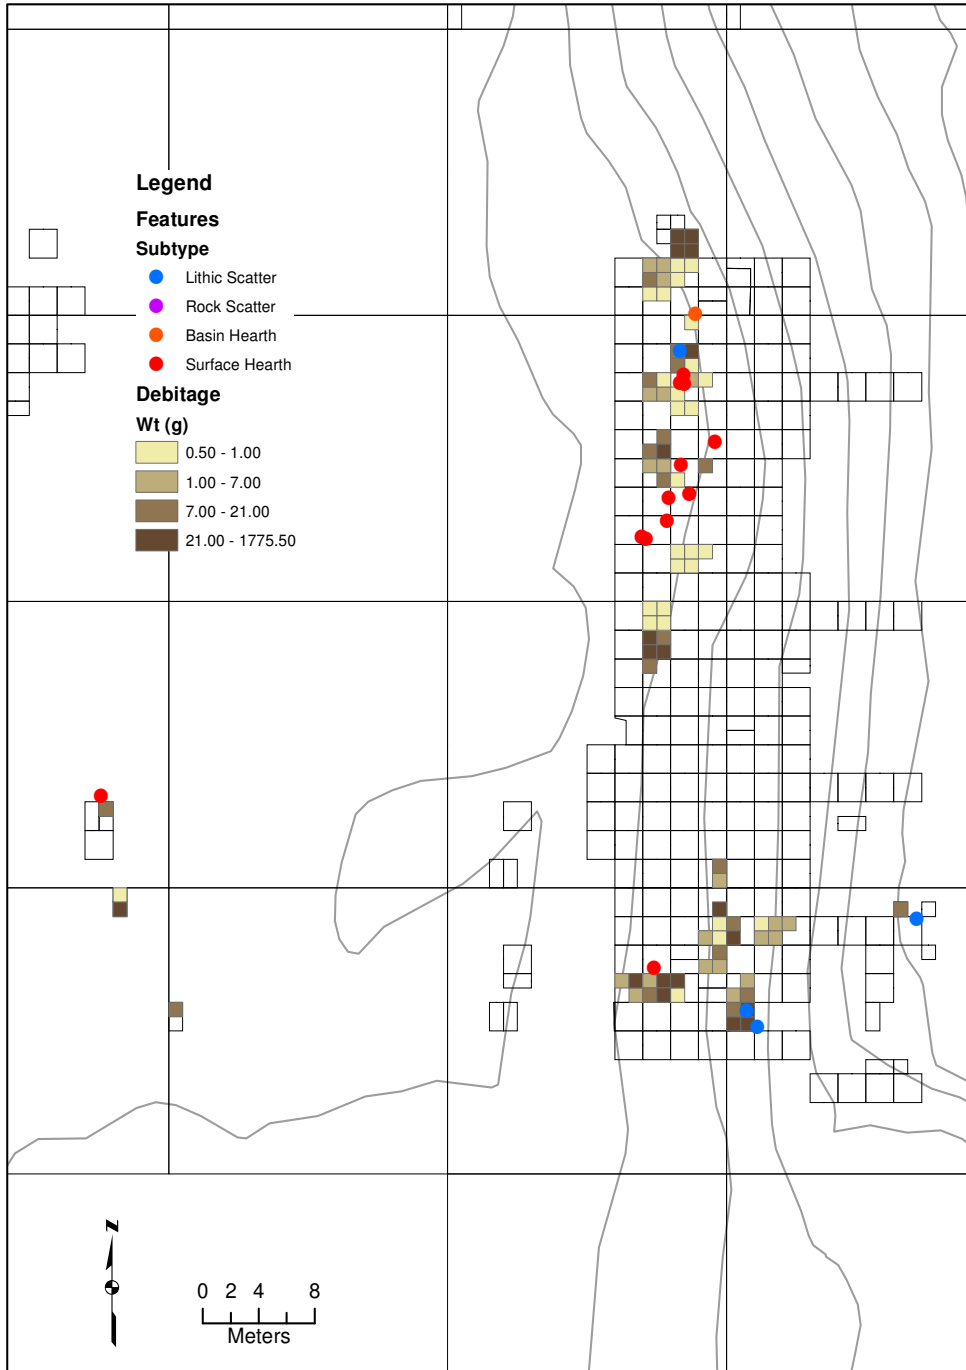 Legend
Features
Subtype
Lithic Scatter
Rock Scatter
Basin Hearth
Surface Hearth
Debitage
Wt (g)
0.50 - 1.00
1.00 - 7.00
7.00 - 21.00
21.00 - 1775.50
N
0 2 4 8
Meters